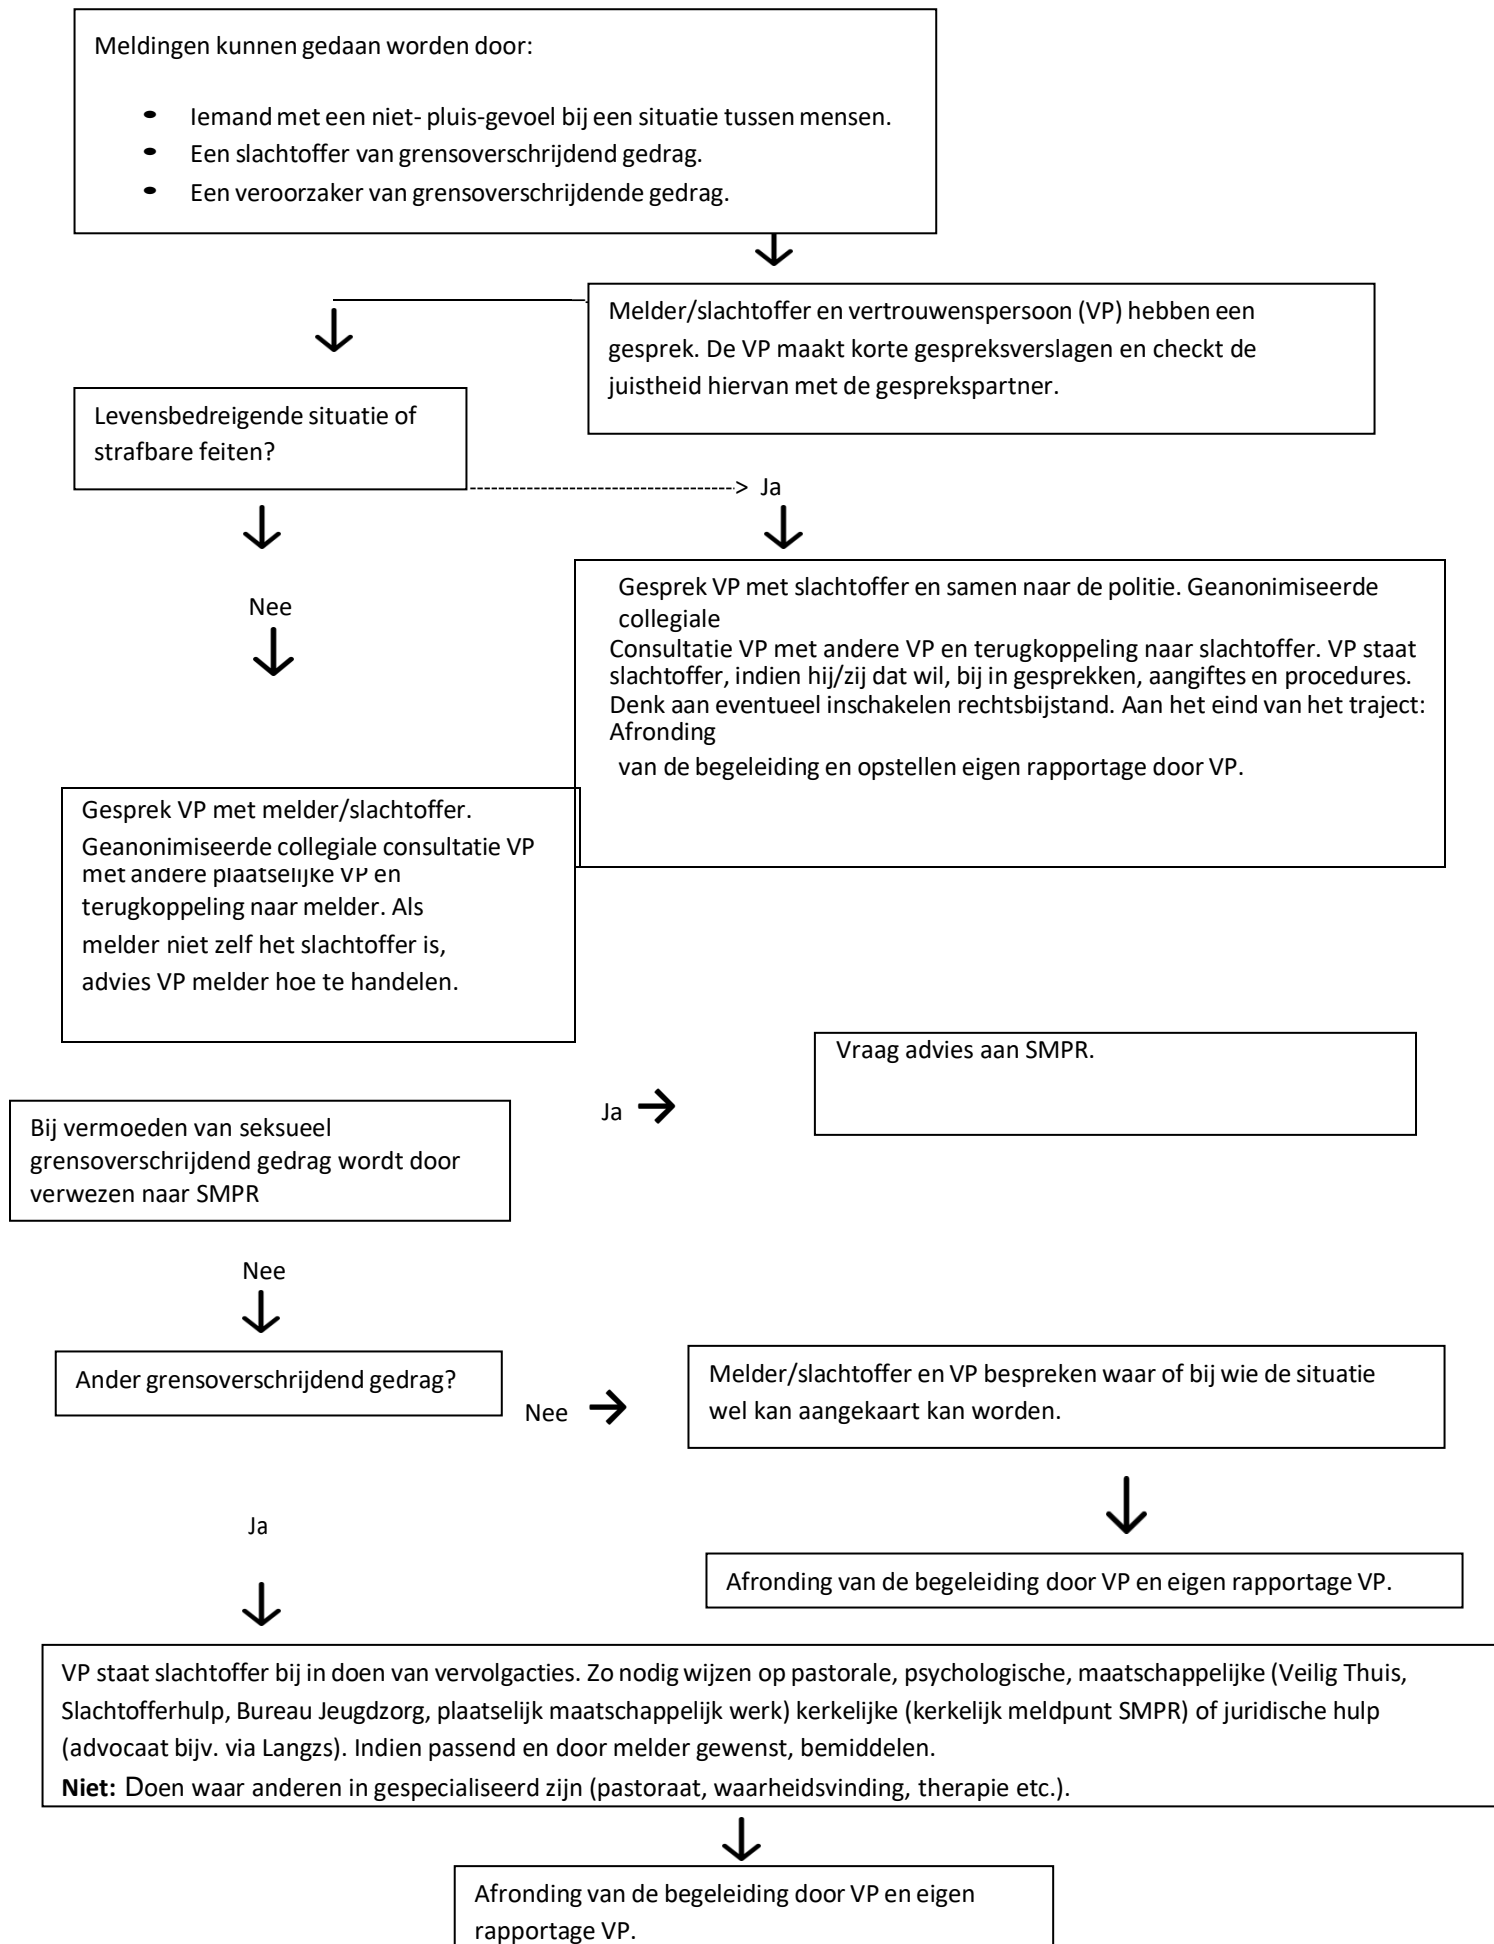 Meldingen kunnen gedaan worden door:
• Iemand met een niet- pluis-gevoel bij een situatie tussen mensen.
• Een slachtoffer van grensoverschrijdend gedrag.
• Een veroorzaker van grensoverschrijdende gedrag.
Melder/slachtoffer en vertrouwenspersoon (VP) hebben een
gesprek. De VP maakt korte gespreksverslagen en checkt de
juistheid hiervan met de gesprekspartner.
Levensbedreigende situatie of
strafbare feiten?
--------------------------------------> Ja
Nee
Gesprek VP met slachtoffer en samen naar de politie. Geanonimiseerde
collegiale
Consultatie VP met andere VP en terugkoppeling naar slachtoffer. VP staat
slachtoffer, indien hij/zij dat wil, bij in gesprekken, aangiftes en procedures.
Denk aan eventueel inschakelen rechtsbijstand. Aan het eind van het traject:
Afronding
van de begeleiding en opstellen eigen rapportage door VP.
Gesprek VP met melder/slachtoffer.
Geanonimiseerde collegiale consultatie VP
met andere plaatselijke VP en
terugkoppeling naar melder. Als
melder niet zelf het slachtoffer is,
advies VP melder hoe te handelen.
Vraag advies aan SMPR.
Ja
Bij vermoeden van seksueel
grensoverschrijdend gedrag wordt door
verwezen naar SMPR
Nee
Ander grensoverschrijdend gedrag?
Nee
Melder/slachtoffer en VP bespreken waar of bij wie de situatie
wel kan aangekaart kan worden.
Ja
Afronding van de begeleiding door VP en eigen rapportage VP.
VP staat slachtoffer bij in doen van vervolgacties. Zo nodig wijzen op pastorale, psychologische, maatschappelijke (Veilig Thuis,
Slachtofferhulp, Bureau Jeugdzorg, plaatselijk maatschappelijk werk) kerkelijke (kerkelijk meldpunt SMPR) of juridische hulp
(advocaat bijv. via Langzs). Indien passend en door melder gewenst, bemiddelen.
Niet: Doen waar anderen in gespecialiseerd zijn (pastoraat, waarheidsvinding, therapie etc.).
Afronding van de begeleiding door VP en eigen
rapportage VP.